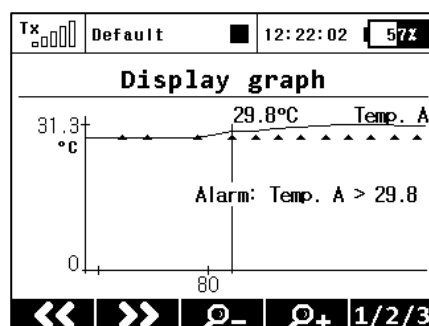 Tx Default 12:22:02 57%
Display graph
29.8°C Temp. A
31.3
°C
Alarm: Temp. A > 29.8
0
80
<< >> - + 1/2/3